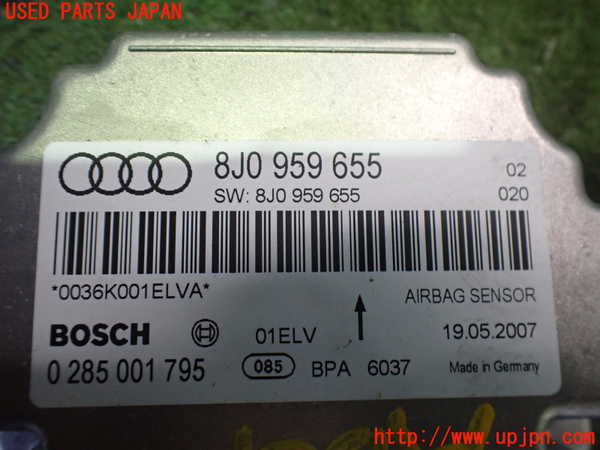 USED PARTS JAPAN
8J0 959 655 02
SW: 8J0 959 655 020
*0036K001ELVA* AIRBAG SENSOR
BOSCH 01ELV 19.05.2007
0 285 001 795 085 BPA 6037 Made in Germany
http://www.upjpn.com/